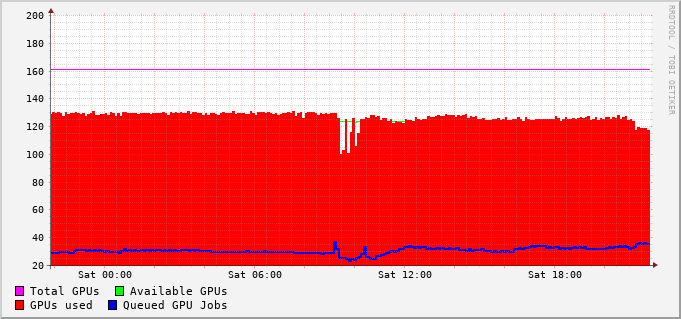 200
180
160
140
120
100
80
60
40
20
Sat 00:00 Sat 06:00 Sat 12:00 Sat 18:00
Total GPUs Available GPUs
GPUs used Queued GPU Jobs
RRDTOOL / TOBI OETIKER